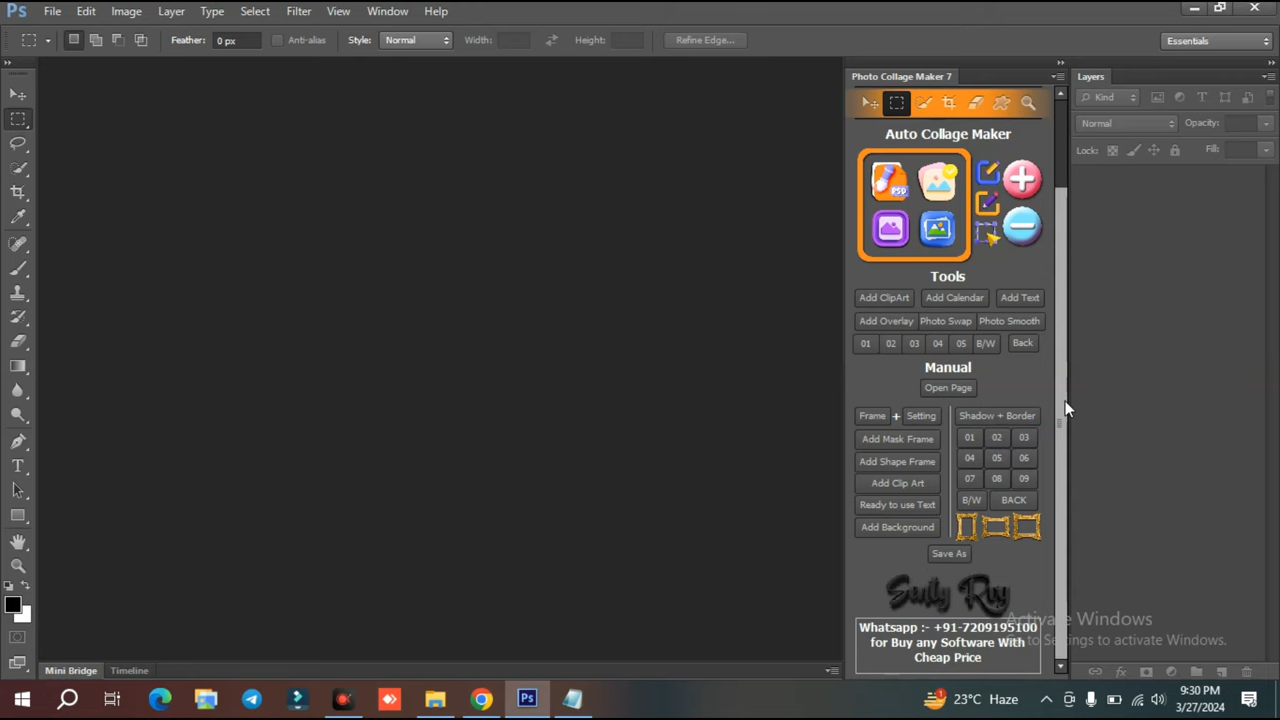 Ps File Edit Image Layer Type Select Filter View Window Help
Feather: 0 px Anti-alias Style: Normal Width: Height: Refine Edge... Essentials
Photo Collage Maker 7
Auto Collage Maker
PSD
Tools
Add ClipArt Add Calendar Add Text
Add Overlay Photo Swap Photo Smooth
01 02 03 04 05 B/W Back
Manual
Open Page
Frame + Setting
Add Mask Frame
Add Shape Frame
Add Clip Art
Ready to use Text
Add Background
Shadow + Border
01 02 03
04 05 06
07 08 09
B/W BACK
Save As
Whatsapp :- +91-7209195100
for Buy any Software With
Cheap Price
Layers
Kind
Normal Opacity:
Lock: Fill:
Activate Windows
Go to Settings to activate Windows.
Mini Bridge Timeline
Ps
1
23°C Haze
9:30 PM
3/27/2024